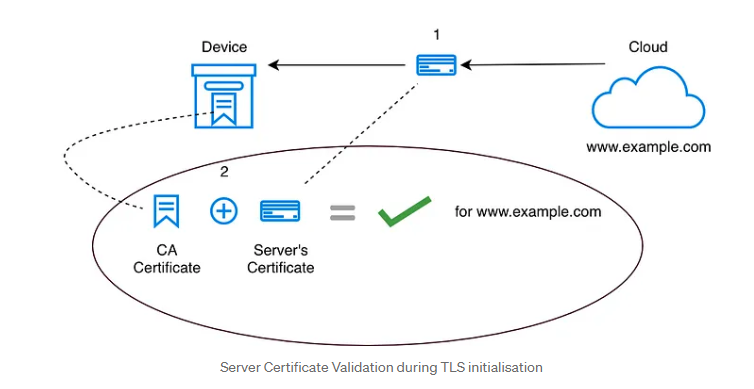 1
Device
Cloud
www.example.com
2
for www.example.com
CA
Certificate
Server's
Certificate
Server Certificate Validation during TLS initialisation